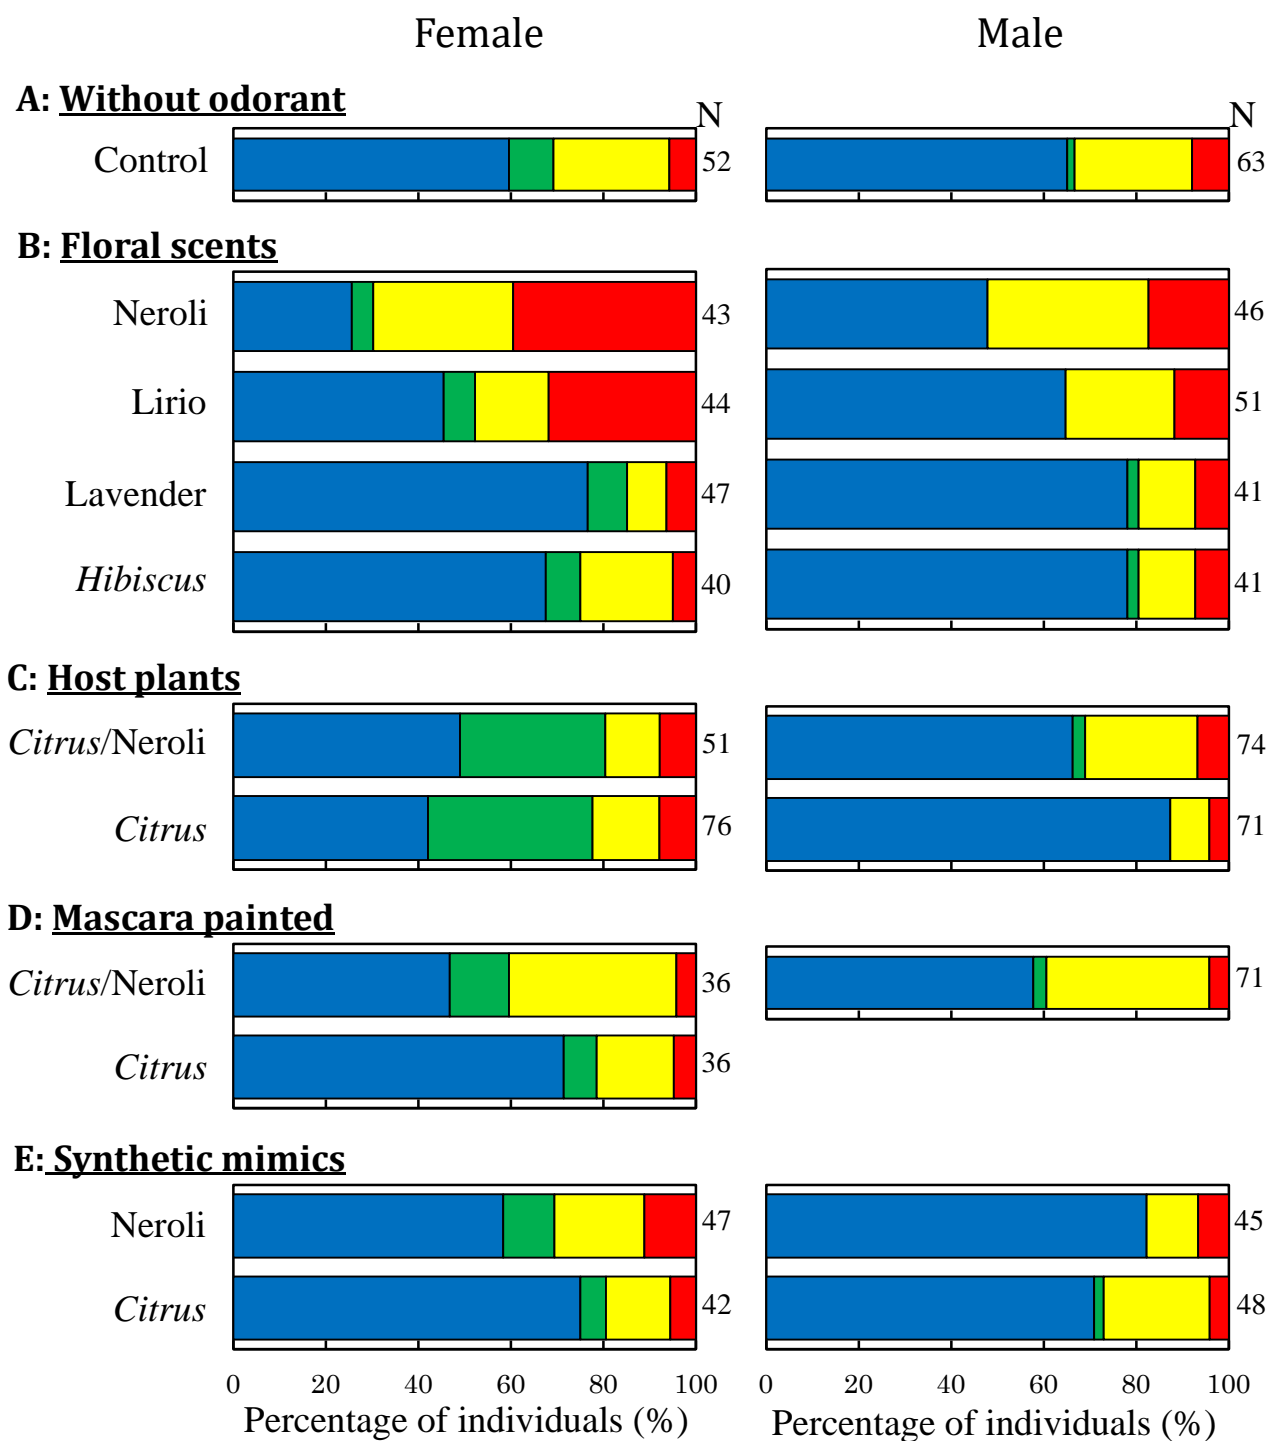 Female Male
A: Without odorant
N N
Control 52 63
B: Floral scents
Neroli 43 46
Lirio 44 51
Lavender 47 41
Hibiscus 40 41
C: Host plants
Citrus/Neroli 51 74
Citrus 76 71
D: Mascara painted
Citrus/Neroli 36 71
Citrus 36
E: Synthetic mimics
Neroli 47 45
Citrus 42 48
0 20 40 60 80 100 0 20 40 60 80 100
Percentage of individuals (%) Percentage of individuals (%)